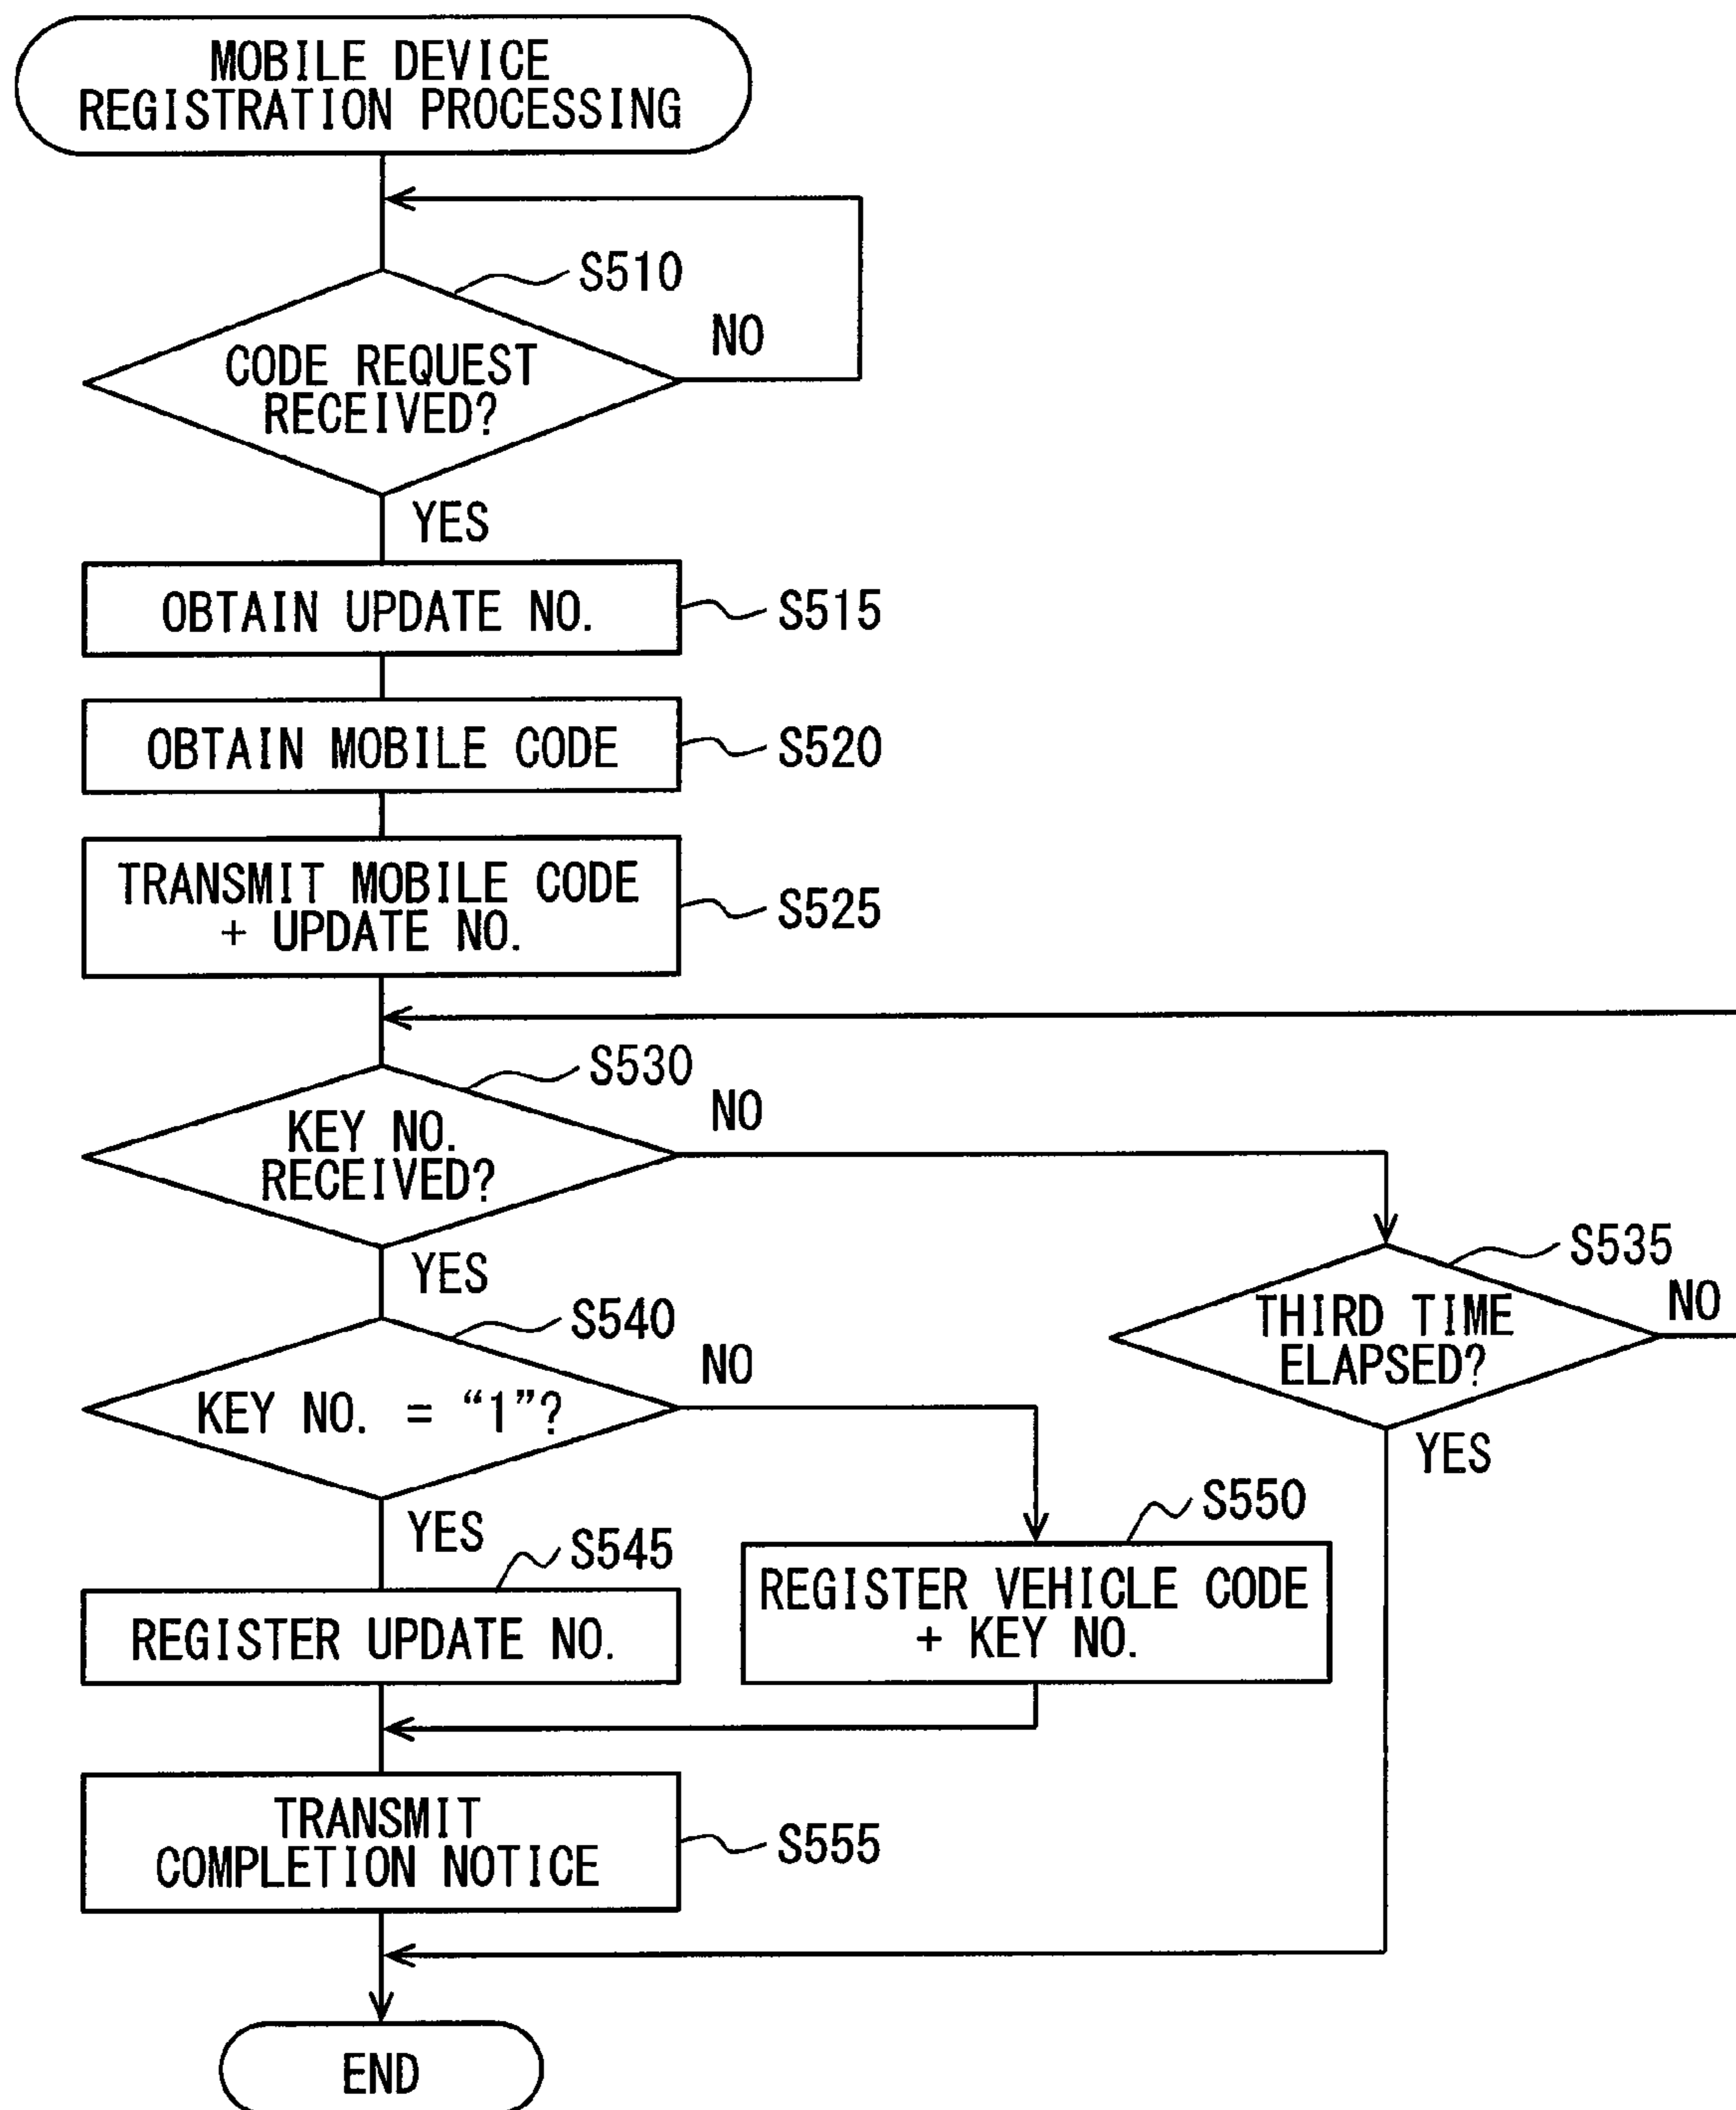 MOBILE DEVICE
REGISTRATION PROCESSING
S510
CODE REQUEST
RECEIVED?
NO
YES
OBTAIN UPDATE NO.
S515
OBTAIN MOBILE CODE
S520
TRANSMIT MOBILE CODE
+ UPDATE NO.
S525
S530
KEY NO.
RECEIVED?
NO
YES
S535
THIRD TIME
ELAPSED?
NO
YES
S540
KEY NO. = “1”?
NO
YES
S545
REGISTER UPDATE NO.
S550
REGISTER VEHICLE CODE
+ KEY NO.
TRANSMIT
COMPLETION NOTICE
S555
END